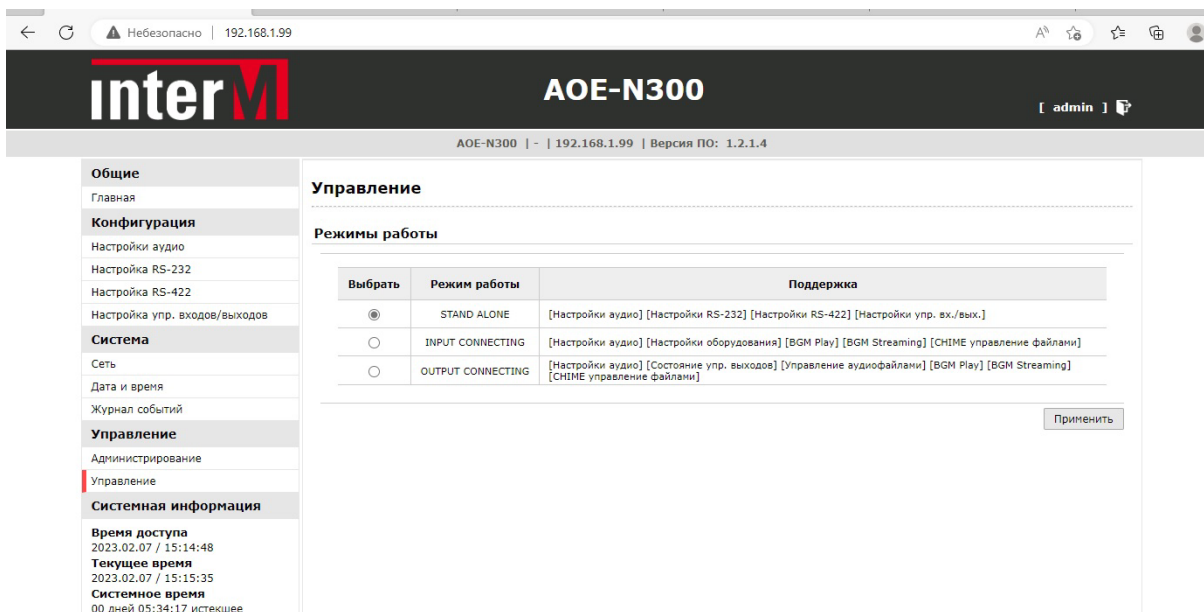 Небезопасно | 192.168.1.99
inter M
AOE-N300
[ admin ]
AOE-N300 | - | 192.168.1.99 | Версия ПО: 1.2.1.4
Общие
Главная
Конфигурация
Настройки аудио
Настройка RS-232
Настройка RS-422
Настройка упр. входов/выходов
Система
Сеть
Дата и время
Журнал событий
Управление
Администрирование
Управление
Системная информация
Время доступа
2023.02.07 / 15:14:48
Текущее время
2023.02.07 / 15:15:35
Системное время
00 дней 05:34:17 истекшее
Управление
Режимы работы
Выбрать Режим работы Поддержка
STAND ALONE [Настройки аудио] [Настройки RS-232] [Настройки RS-422] [Настройки упр. вх./вых.]
INPUT CONNECTING [Настройки аудио] [Настройки оборудования] [BGM Play] [BGM Streaming] [CHIME управление файлами]
OUTPUT CONNECTING [Настройки аудио] [Состояние упр. выходов] [Управление аудиофайлами] [BGM Play] [BGM Streaming]
[CHIME управление файлами]
Применить